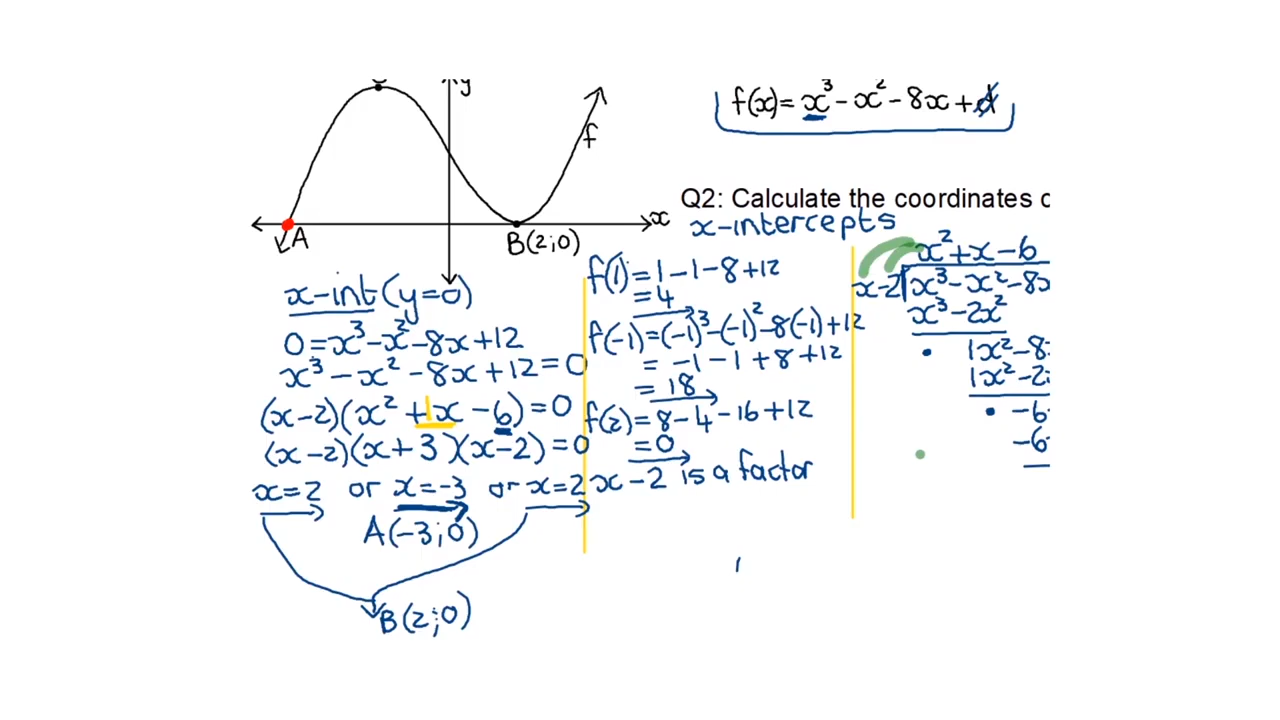 y
f(x)=x³-x²-8x+d
f
Q2: Calculate the coordinates o
x
A
B(2;0)
x-intercepts
x-int (y=0)
0=x³-x²-8x+12
x³-x²-8x+12=0
(x-2)(x²+1x-6)=0
(x-2)(x+3)(x-2)=0
x=2 or x=-3 or x=2
A(-3;0)
B(2;0)
f(1)=1-1-8+12
=4
f(-1)=(-1)³-(-1)²-8(-1)+12
=-1-1+8+12
=18
f(2)=8-4-16+12
=0
x-2 is a factor
x²+x-6
x-2 x³-x²-8x
x³-2x²
1x²-8
1x²-2
-6
-6